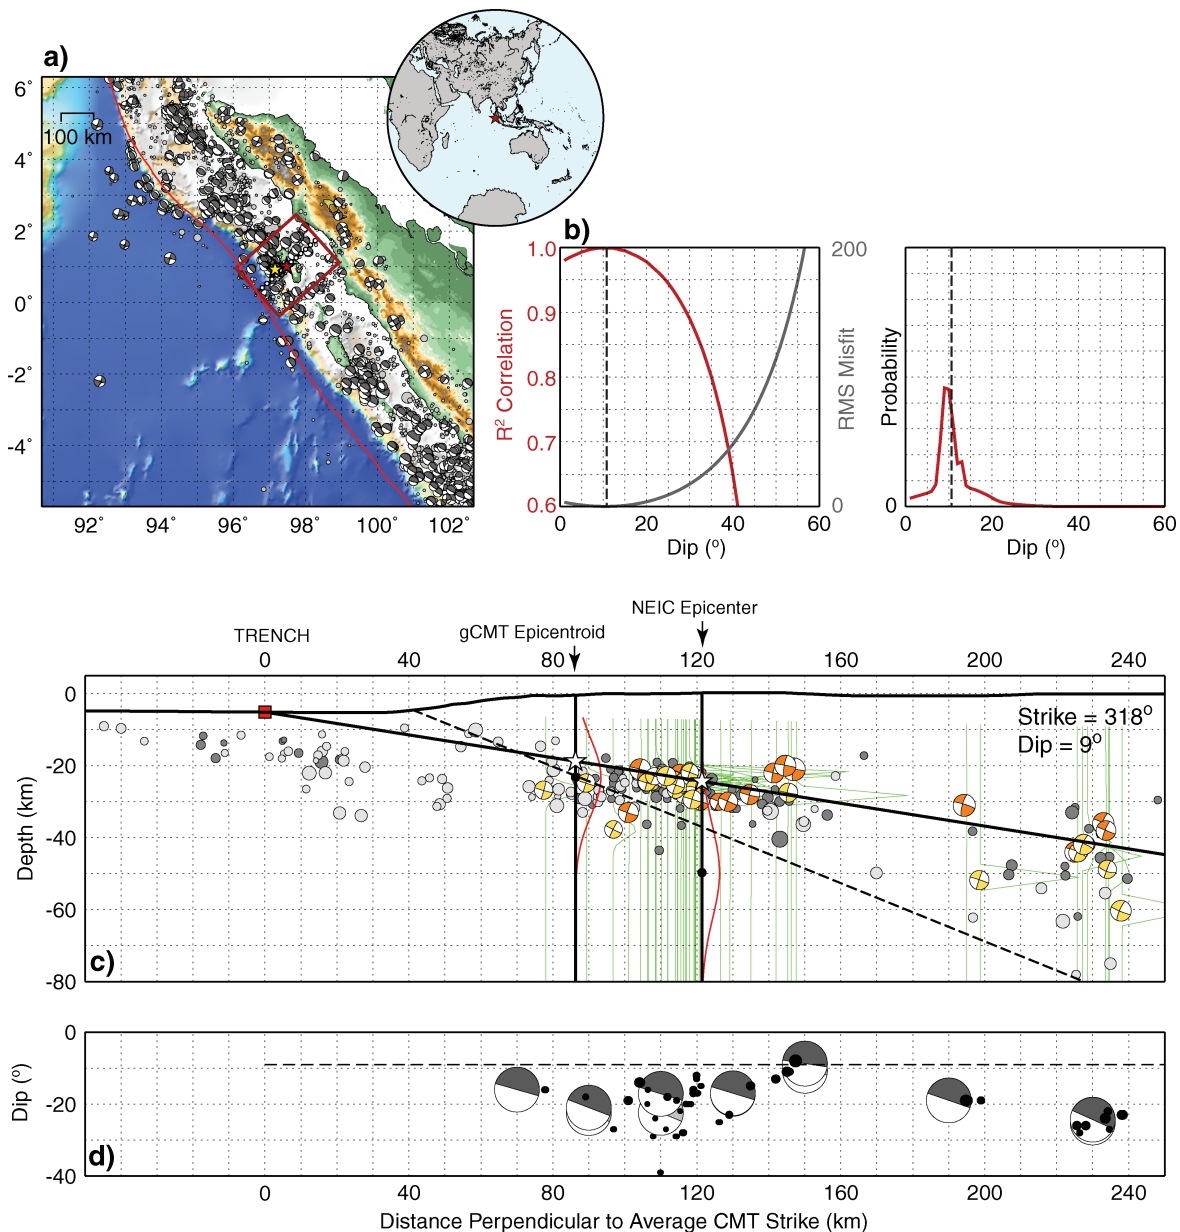 a)
6°
4°
2°
0°
-2°
-4°
100 km
92°
94°
96°
98°
100°
102°
b)
1.0
0.9
0.8
0.7
0.6
R² Correlation
200
0
RMS Misfit
0
20
40
60
Dip (°)
Probability
0
0
20
40
60
Dip (°)
NEIC Epicenter
gCMT Epicentroid
TRENCH
0
40
80
120
160
200
240
Strike = 318°
Dip = 9°
0
-20
-40
-60
-80
Depth (km)
c)
0
-20
-40
Dip (°)
d)
0
40
80
120
160
200
240
Distance Perpendicular to Average CMT Strike (km)